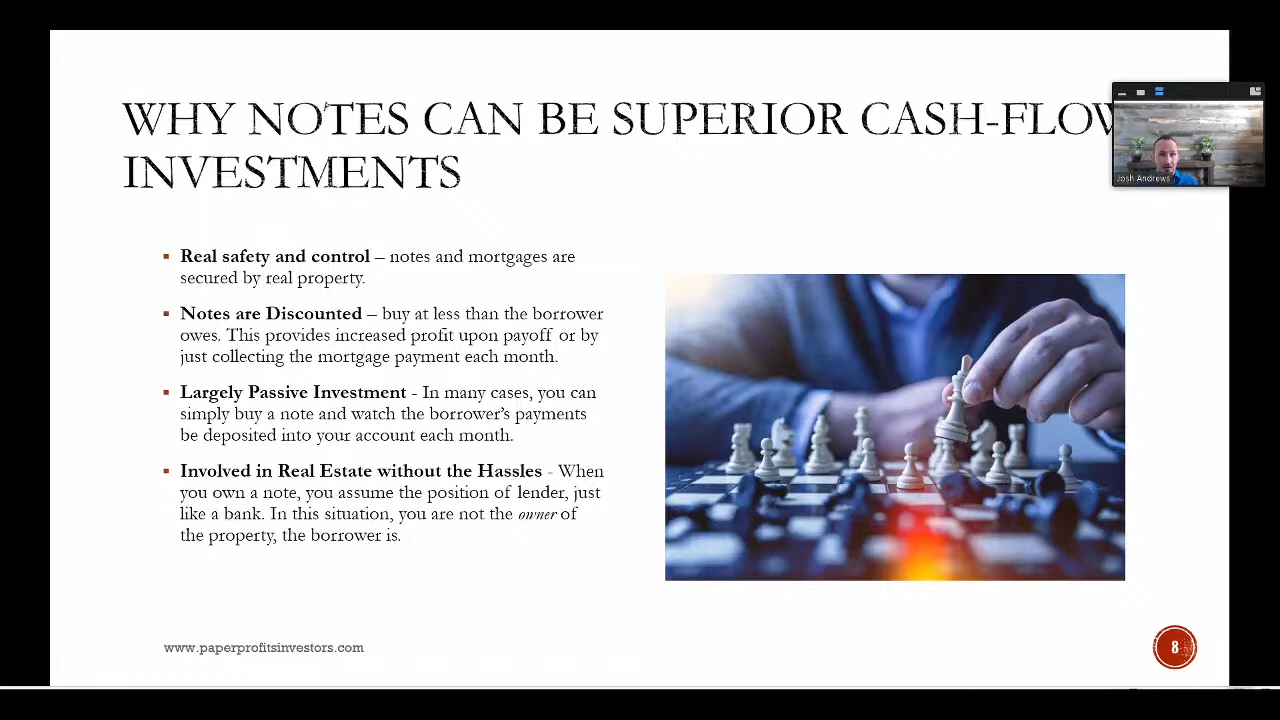 WHY NOTES CAN BE SUPERIOR CASH-FLOW
INVESTMENTS
Josh Andrews
▪ Real safety and control – notes and mortgages are
secured by real property.
▪ Notes are Discounted – buy at less than the borrower
owes. This provides increased profit upon payoff or by
just collecting the mortgage payment each month.
▪ Largely Passive Investment - In many cases, you can
simply buy a note and watch the borrower's payments
be deposited into your account each month.
▪ Involved in Real Estate without the Hassles - When
you own a note, you assume the position of lender, just
like a bank. In this situation, you are not the owner of
the property, the borrower is.
www.paperprofitsinvestors.com
8